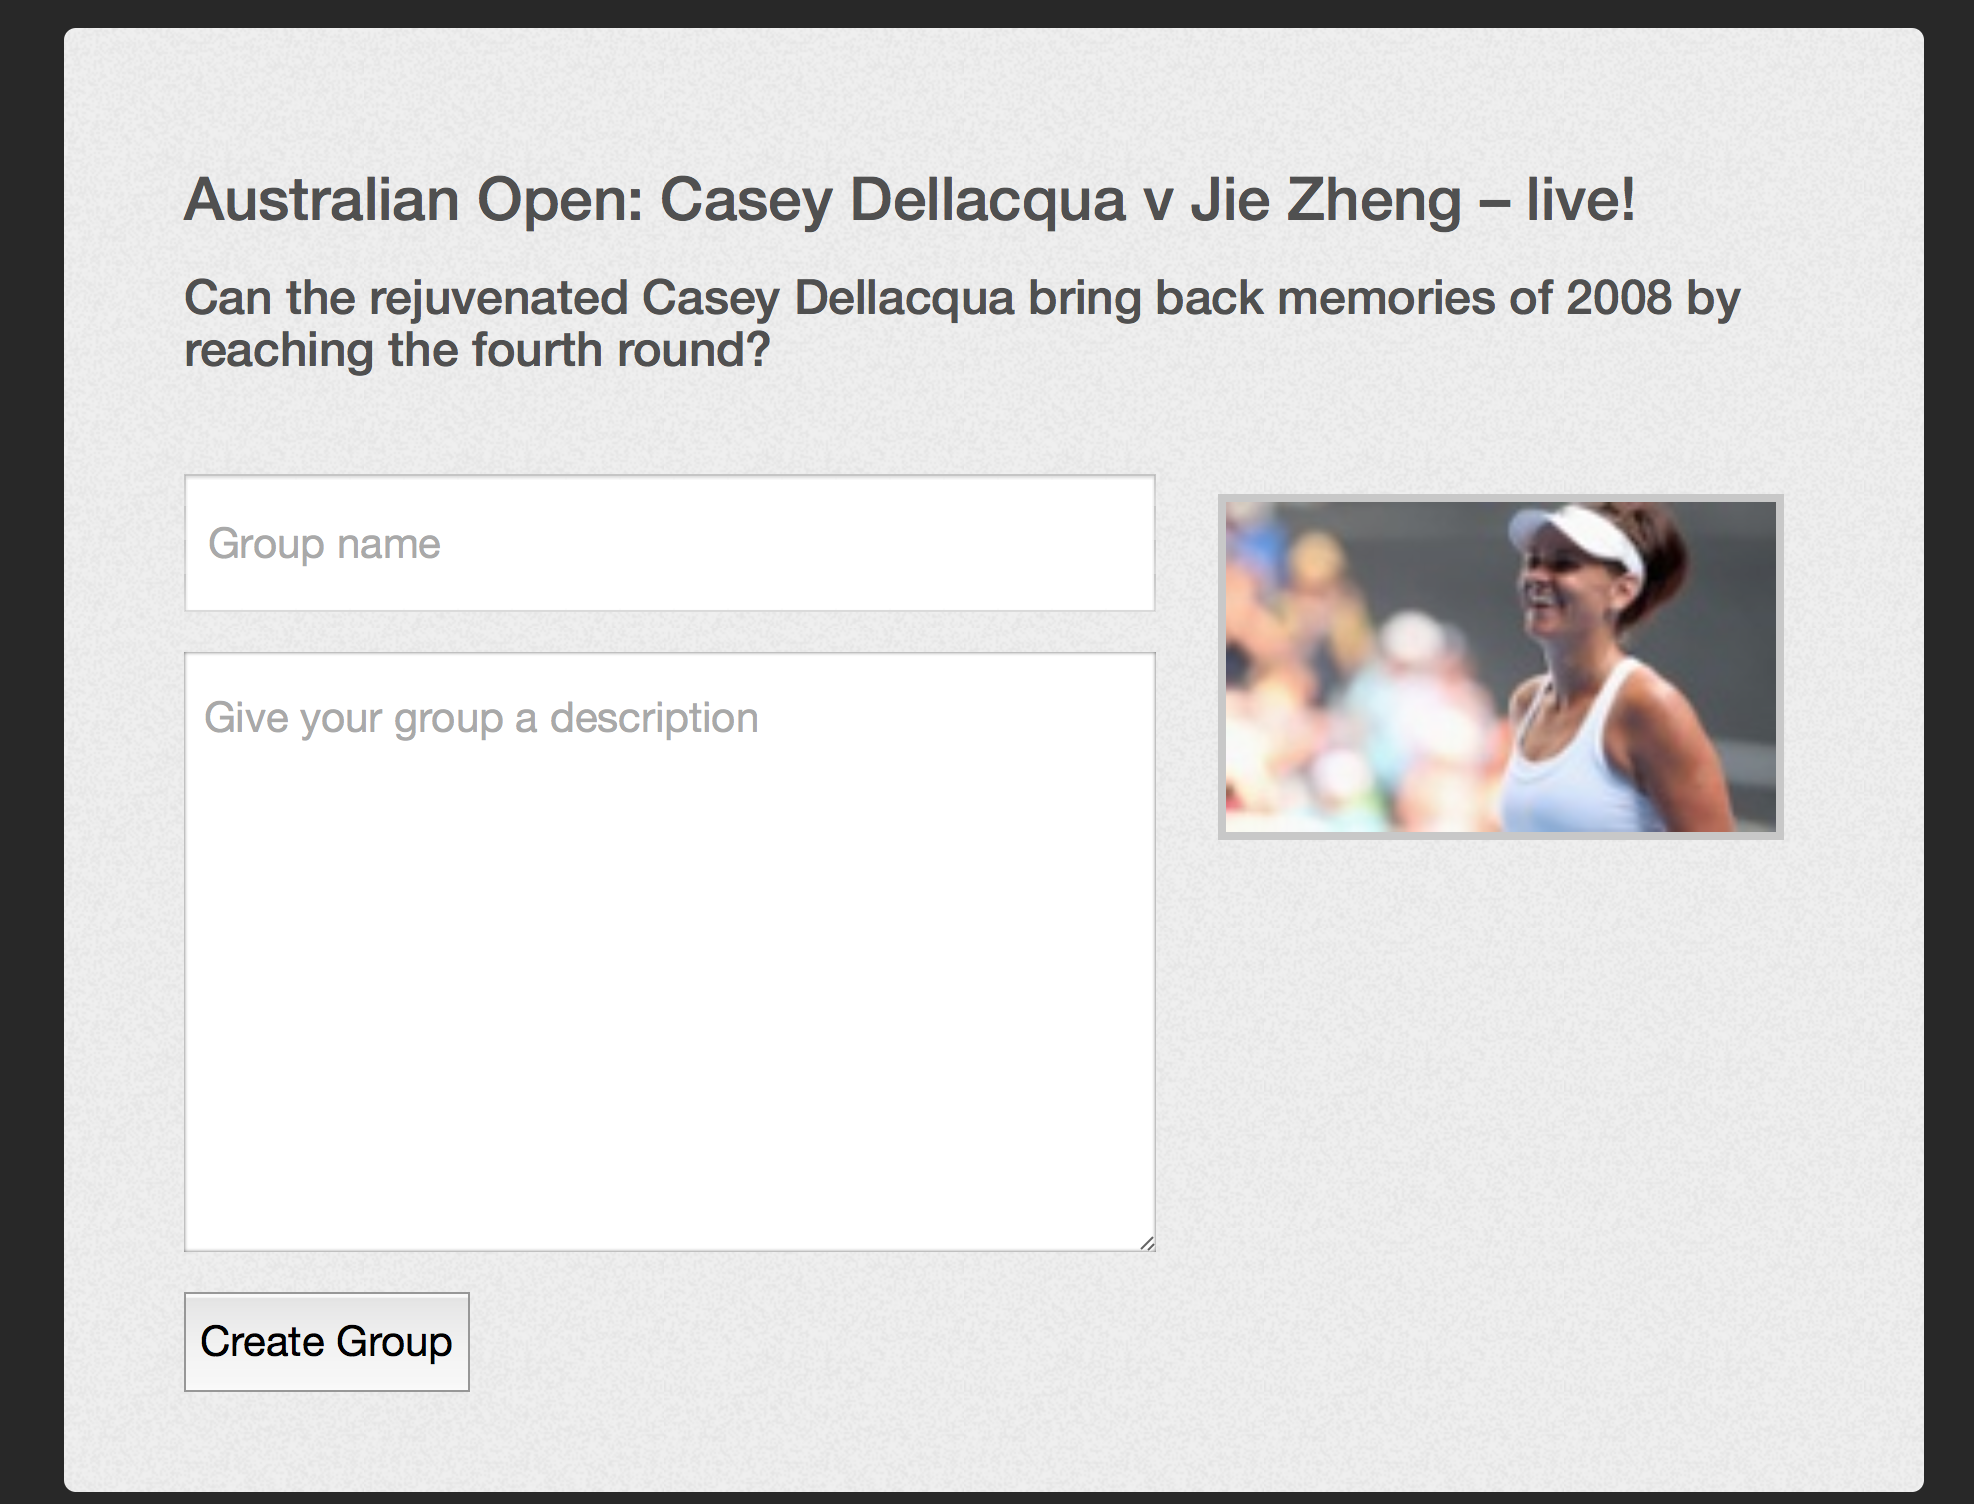 Australian Open: Casey Dellacqua v Jie Zheng – live!
Can the rejuvenated Casey Dellacqua bring back memories of 2008 by
reaching the fourth round?
Group name
Give your group a description
Create Group